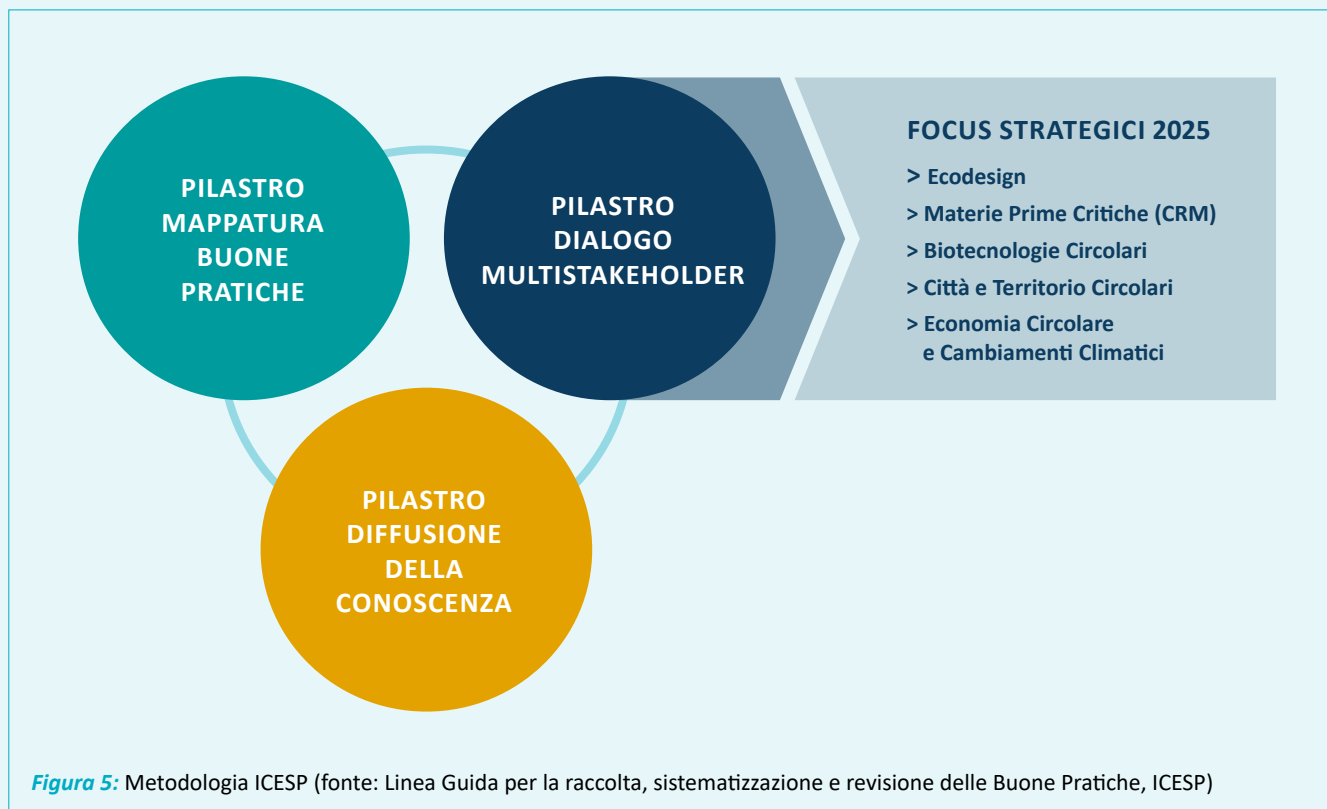 PILASTRO
MAPPATURA
BUONE
PRATICHE
PILASTRO
DIALOGO
MULTISTAKEHOLDER
FOCUS STRATEGICI 2025
> Ecodesign
> Materie Prime Critiche (CRM)
> Biotecnologie Circolari
> Città e Territorio Circolari
> Economia Circolare
e Cambiamenti Climatici
PILASTRO
DIFFUSIONE
DELLA
CONOSCENZA
Figura 5: Metodologia ICESP (fonte: Linea Guida per la raccolta, sistematizzazione e revisione delle Buone Pratiche, ICESP)